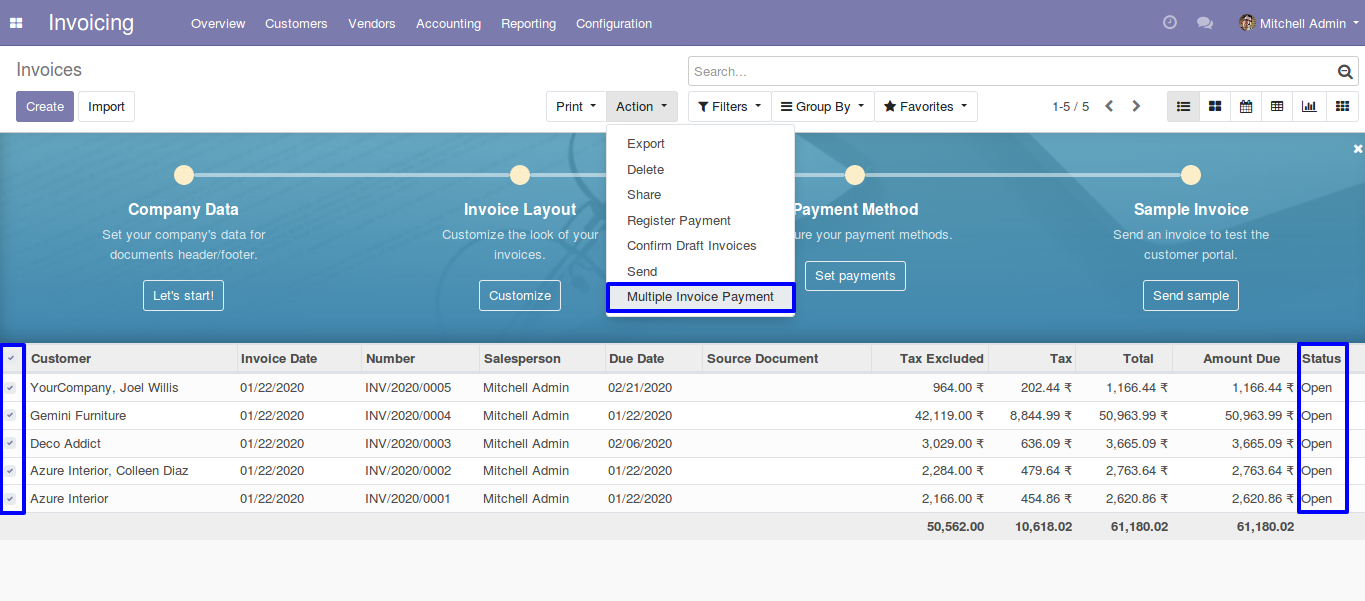 Invoicing Overview Customers Vendors Accounting Reporting Configuration Mitchell Admin
Invoices
Search...
Create Import Print Action Filters Group By Favorites 1-5 / 5
Export
Delete
Share
Register Payment
Confirm Draft Invoices
Send
Multiple Invoice Payment
Company Data
Set your company's data for
documents header/footer.
Let's start!
Invoice Layout
Customize the look of your
invoices.
Customize
Payment Method
ure your payment methods.
Set payments
Sample Invoice
Send an invoice to test the
customer portal.
Send sample
Customer Invoice Date Number Salesperson Due Date Source Document Tax Excluded Tax Total Amount Due Status
YourCompany, Joel Willis 01/22/2020 INV/2020/0005 Mitchell Admin 02/21/2020 964.00 ₹ 202.44 ₹ 1,166.44 ₹ 1,166.44 ₹ Open
Gemini Furniture 01/22/2020 INV/2020/0004 Mitchell Admin 01/22/2020 42,119.00 ₹ 8,844.99 ₹ 50,963.99 ₹ 50,963.99 ₹ Open
Deco Addict 01/22/2020 INV/2020/0003 Mitchell Admin 02/06/2020 3,029.00 ₹ 636.09 ₹ 3,665.09 ₹ 3,665.09 ₹ Open
Azure Interior, Colleen Diaz 01/22/2020 INV/2020/0002 Mitchell Admin 01/22/2020 2,284.00 ₹ 479.64 ₹ 2,763.64 ₹ 2,763.64 ₹ Open
Azure Interior 01/22/2020 INV/2020/0001 Mitchell Admin 01/22/2020 2,166.00 ₹ 454.86 ₹ 2,620.86 ₹ 2,620.86 ₹ Open
50,562.00 10,618.02 61,180.02 61,180.02